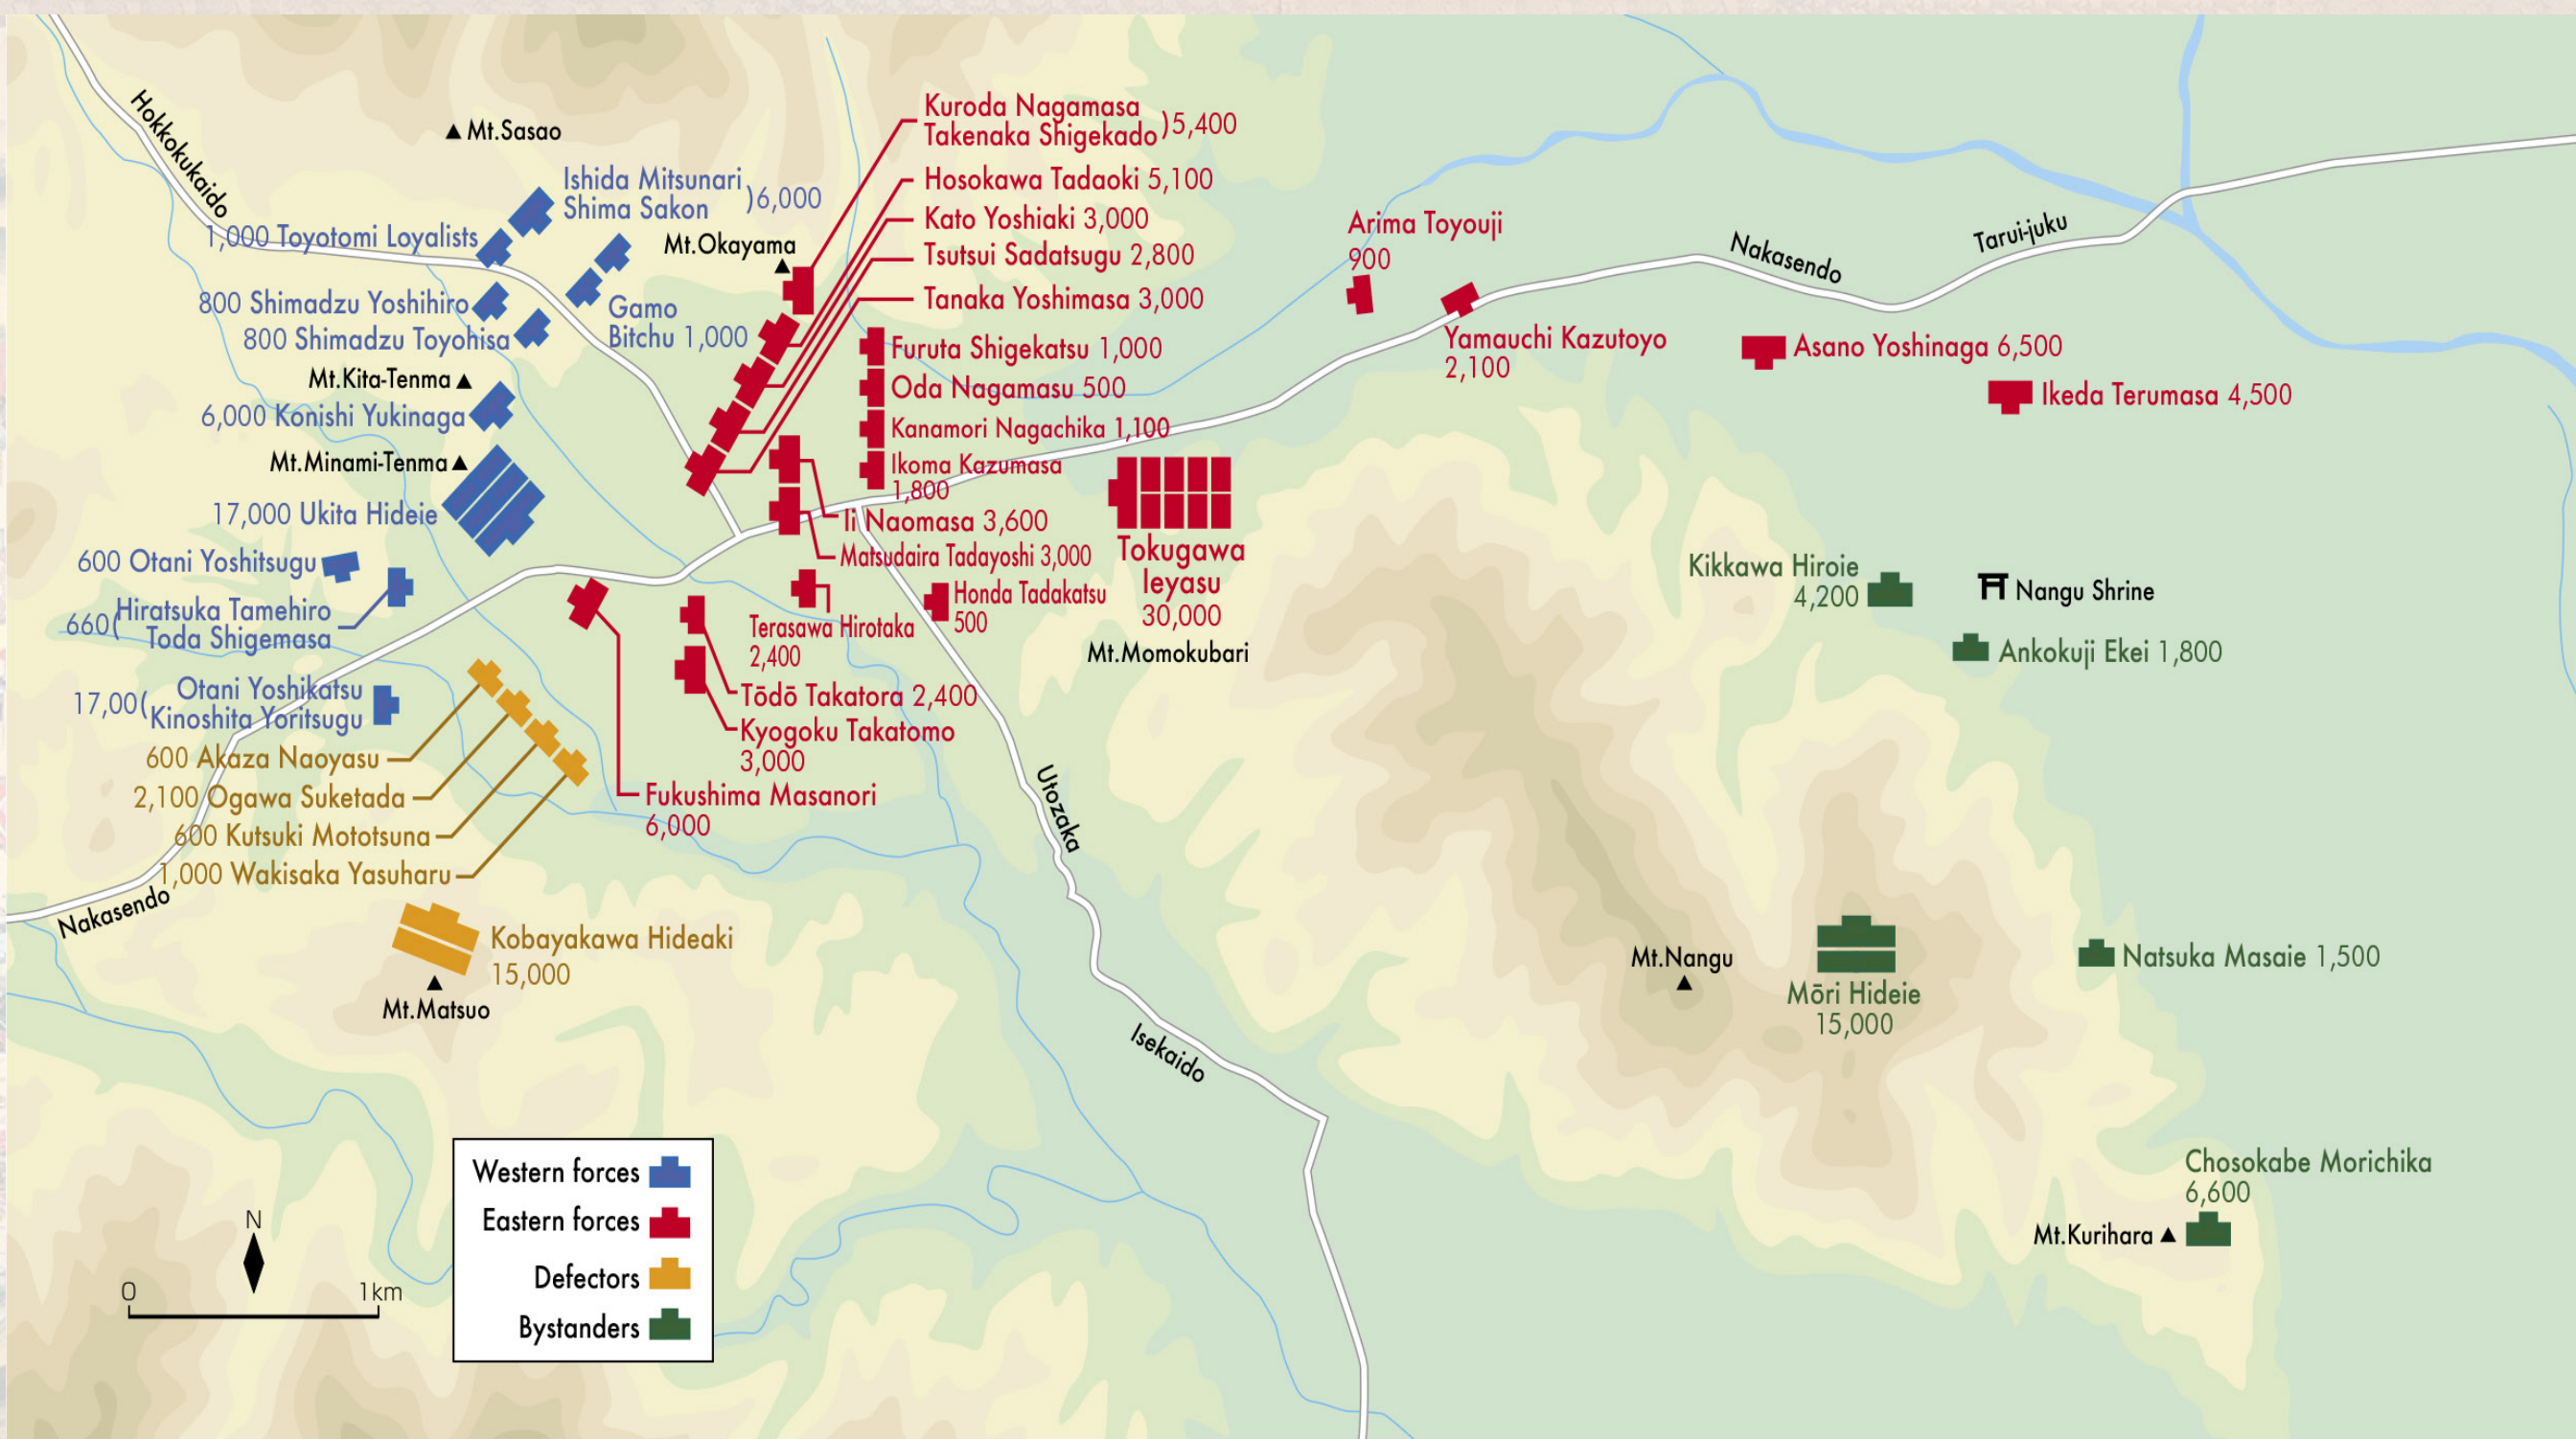 Hokkokukaido
Mt.Sasao
Ishida Mitsunari
Shima Sakon
)6,000
1,000 Toyotomi Loyalists
Mt.Okayama
800 Shimadzu Yoshihiro
800 Shimadzu Toyohisa
Gamo
Bitchu 1,000
Mt.Kita-Tenma
6,000 Konishi Yukinaga
Mt.Minami-Tenma
17,000 Ukita Hideie
600 Otani Yoshitsugu
660(
Hiratsuka Tamehiro
Toda Shigemasa
17,00(
Otani Yoshikatsu
Kinoshita Yoritsugu
600 Akaza Naoyasu
2,100 Ogawa Suketada
600 Kutsuki Mototsuna
1,000 Wakisaka Yasuharu
Nakasendo
Kobayakawa Hideaki
15,000
Mt.Matsuo
Kuroda Nagamasa
Takenaka Shigekado
)5,400
Hosokawa Tadaoki 5,100
Kato Yoshiaki 3,000
Tsutsui Sadatsugu 2,800
Tanaka Yoshimasa 3,000
Furuta Shigekatsu 1,000
Oda Nagamasu 500
Kanamori Nagachika 1,100
Ikoma Kazumasa
1,800
Ii Naomasa 3,600
Matsudaira Tadayoshi 3,000
Terasawa Hirotaka
2,400
Honda Tadakatsu
500
Tōdō Takatora 2,400
Kyogoku Takatomo
3,000
Fukushima Masanori
6,000
Tokugawa
Ieyasu
30,000
Mt.Momokubari
Utozaka
Isekaido
Arima Toyouji
900
Yamauchi Kazutoyo
2,100
Nakasendo
Tarui-juku
Asano Yoshinaga 6,500
Ikeda Terumasa 4,500
Kikkawa Hiroie
4,200
Nangu Shrine
Ankokuji Ekei 1,800
Mt.Nangu
Mōri Hideie
15,000
Natsuka Masaie 1,500
Chosokabe Morichika
6,600
Mt.Kurihara
N
0 1km
Western forces
Eastern forces
Defectors
Bystanders